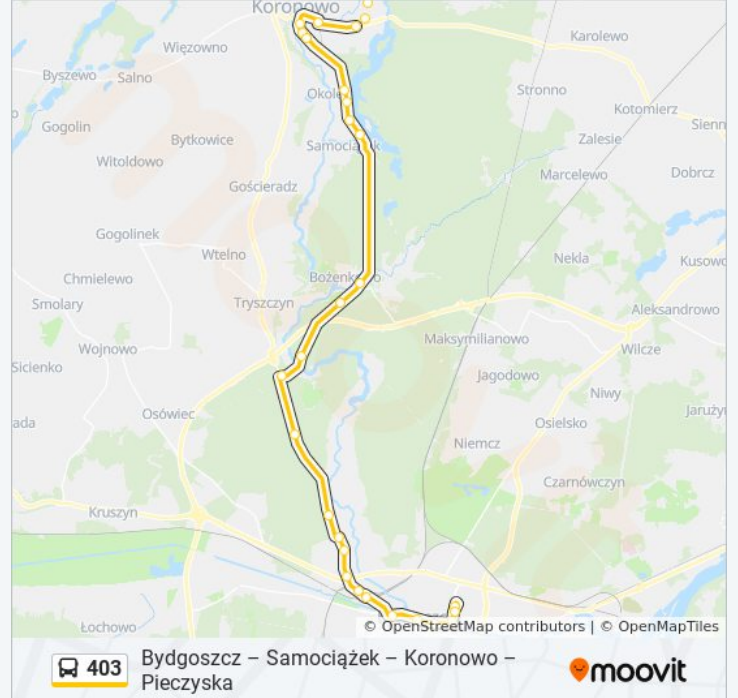 Koronowo
Karolewo
Więzowno
Byszewo
Salno
Stronno
Okole
Kotomierz
Gogolin
Sienn
Bytkowice
Samociążek
Zalesie
Witoldowo
Marcelewo
Dobrcz
Gościeradz
Gogolinek
Wtelno
Nekla
Kusowo
Chmielewo
Bożenkowo
Smolary
Tryszczyn
Aleksandrowo
Wojnowo
Maksymilianowo
Wilcze
Sicienko
Jagodowo
Niwy
Osówiec
Jaruży
ada
Osielsko
Niemcz
Czarnówczyn
Kruszyn
Łochowo
© OpenStreetMap contributors | © OpenMapTiles
403
Bydgoszcz – Samociążek – Koronowo –
Pieczyska
moovit